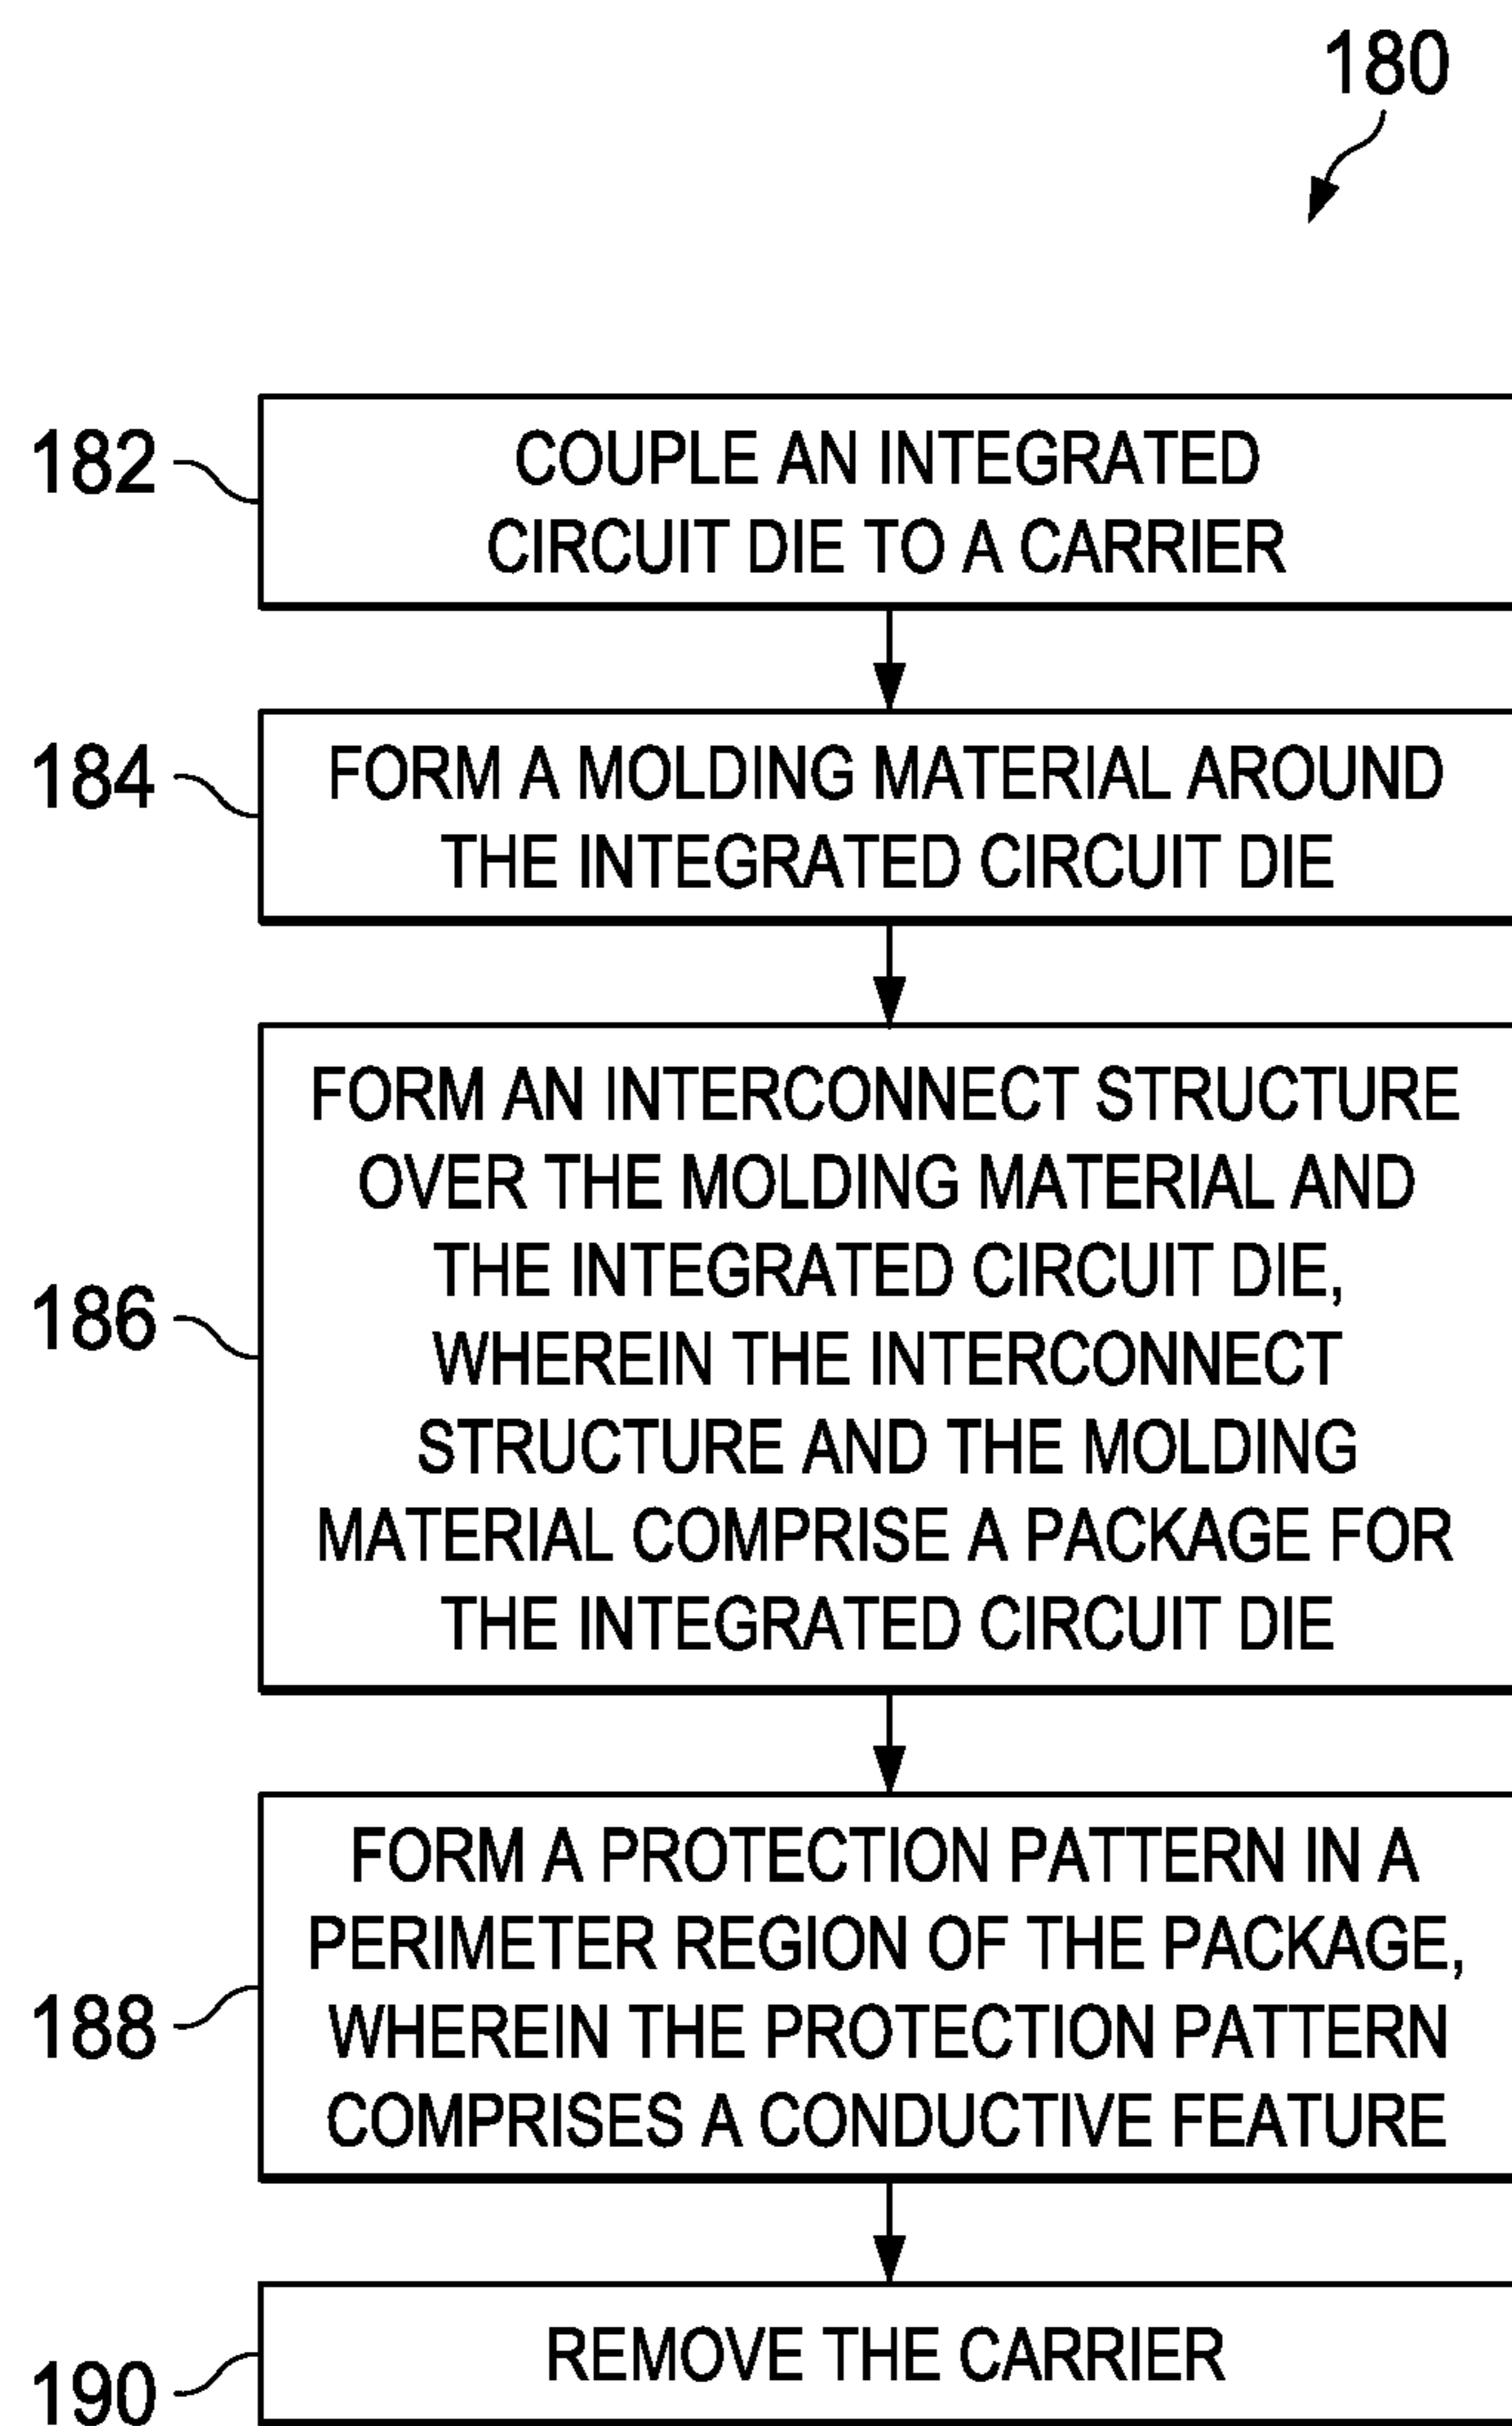 180
182
COUPLE AN INTEGRATED
CIRCUIT DIE TO A CARRIER
184
FORM A MOLDING MATERIAL AROUND
THE INTEGRATED CIRCUIT DIE
186
FORM AN INTERCONNECT STRUCTURE
OVER THE MOLDING MATERIAL AND
THE INTEGRATED CIRCUIT DIE,
WHEREIN THE INTERCONNECT
STRUCTURE AND THE MOLDING
MATERIAL COMPRISE A PACKAGE FOR
THE INTEGRATED CIRCUIT DIE
188
FORM A PROTECTION PATTERN IN A
PERIMETER REGION OF THE PACKAGE,
WHEREIN THE PROTECTION PATTERN
COMPRISES A CONDUCTIVE FEATURE
190
REMOVE THE CARRIER